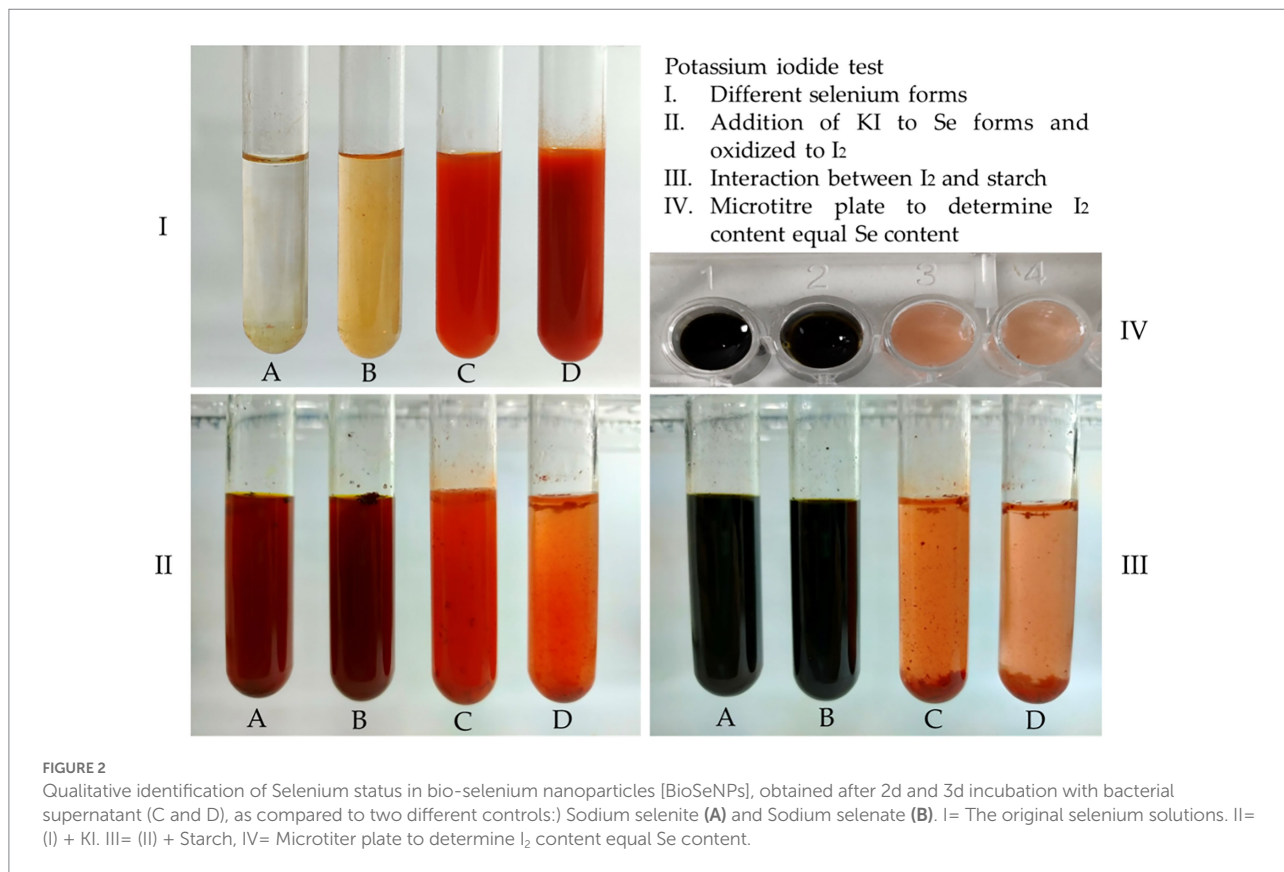 Potassium iodide test
I. Different selenium forms
II. Addition of KI to Se forms and
oxidized to I₂
III. Interaction between I₂ and starch
IV. Microtitre plate to determine I₂
content equal Se content
I
A B C D
1 2 3 4
IV
II
A B C D
A B C D
III
FIGURE 2
Qualitative identification of Selenium status in bio-selenium nanoparticles [BioSeNPs], obtained after 2d and 3d incubation with bacterial
supernatant (C and D), as compared to two different controls:) Sodium selenite (A) and Sodium selenate (B). I= The original selenium solutions. II=
(I) + KI. III= (II) + Starch, IV= Microtiter plate to determine I₂ content equal Se content.